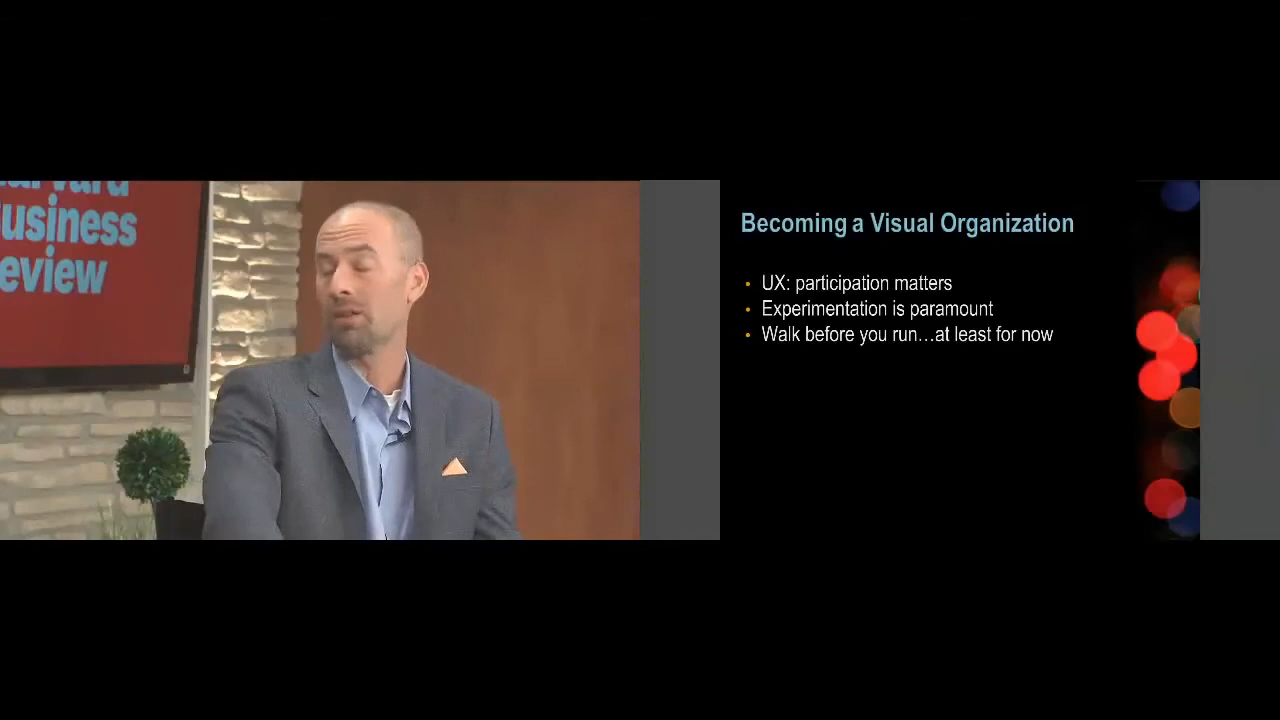 usiness
eview
Becoming a Visual Organization
• UX: participation matters
• Experimentation is paramount
• Walk before you run…at least for now